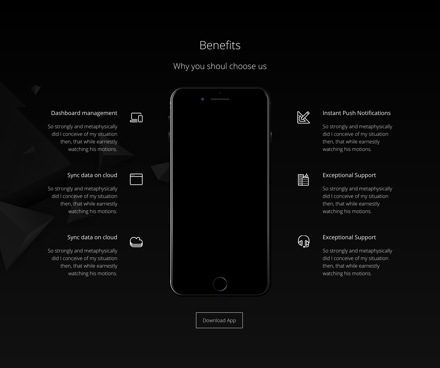 Benefits
Why you shoul choose us
Dashboard management
So strongly and metaphysically
did I conceive of my situation
then, that while earnestly
watching his motions.
Sync data on cloud
So strongly and metaphysically
did I conceive of my situation
then, that while earnestly
watching his motions.
Sync data on cloud
So strongly and metaphysically
did I conceive of my situation
then, that while earnestly
watching his motions.
Instant Push Notifications
So strongly and metaphysically
did I conceive of my situation
then, that while earnestly
watching his motions.
Exceptional Support
So strongly and metaphysically
did I conceive of my situation
then, that while earnestly
watching his motions.
Exceptional Support
So strongly and metaphysically
did I conceive of my situation
then, that while earnestly
watching his motions.
Download App